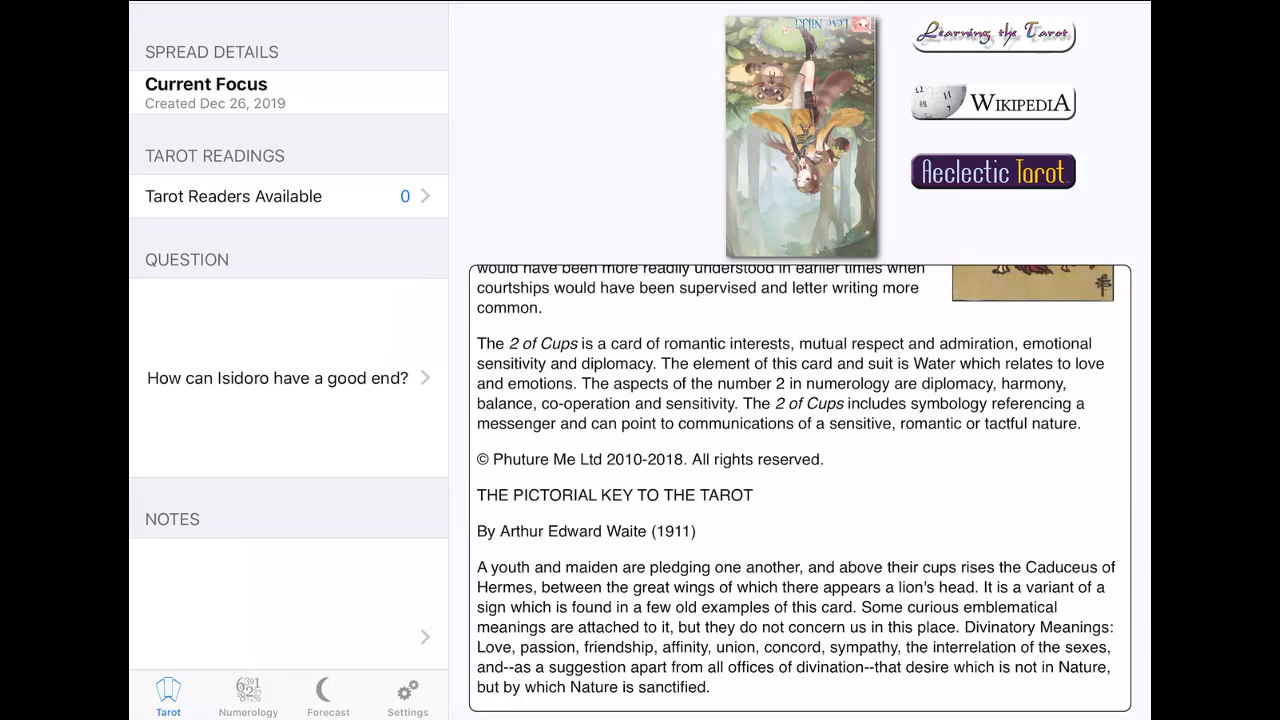 SPREAD DETAILS
Current Focus
Created Dec 26, 2019
TAROT READINGS
Tarot Readers Available 0
QUESTION
How can Isidoro have a good end?
NOTES
Tarot
Numerology
Forecast
Settings
LOVE NIKKI
Learning the Tarot
WIKIPEDIA
Aeclectic Tarot
would have been more readily understood in earlier times when
courtships would have been supervised and letter writing more
common.
The 2 of Cups is a card of romantic interests, mutual respect and admiration, emotional
sensitivity and diplomacy. The element of this card and suit is Water which relates to love
and emotions. The aspects of the number 2 in numerology are diplomacy, harmony,
balance, co-operation and sensitivity. The 2 of Cups includes symbology referencing a
messenger and can point to communications of a sensitive, romantic or tactful nature.
© Phuture Me Ltd 2010-2018. All rights reserved.
THE PICTORIAL KEY TO THE TAROT
By Arthur Edward Waite (1911)
A youth and maiden are pledging one another, and above their cups rises the Caduceus of
Hermes, between the great wings of which there appears a lion's head. It is a variant of a
sign which is found in a few old examples of this card. Some curious emblematical
meanings are attached to it, but they do not concern us in this place. Divinatory Meanings:
Love, passion, friendship, affinity, union, concord, sympathy, the interrelation of the sexes,
and--as a suggestion apart from all offices of divination--that desire which is not in Nature,
but by which Nature is sanctified.